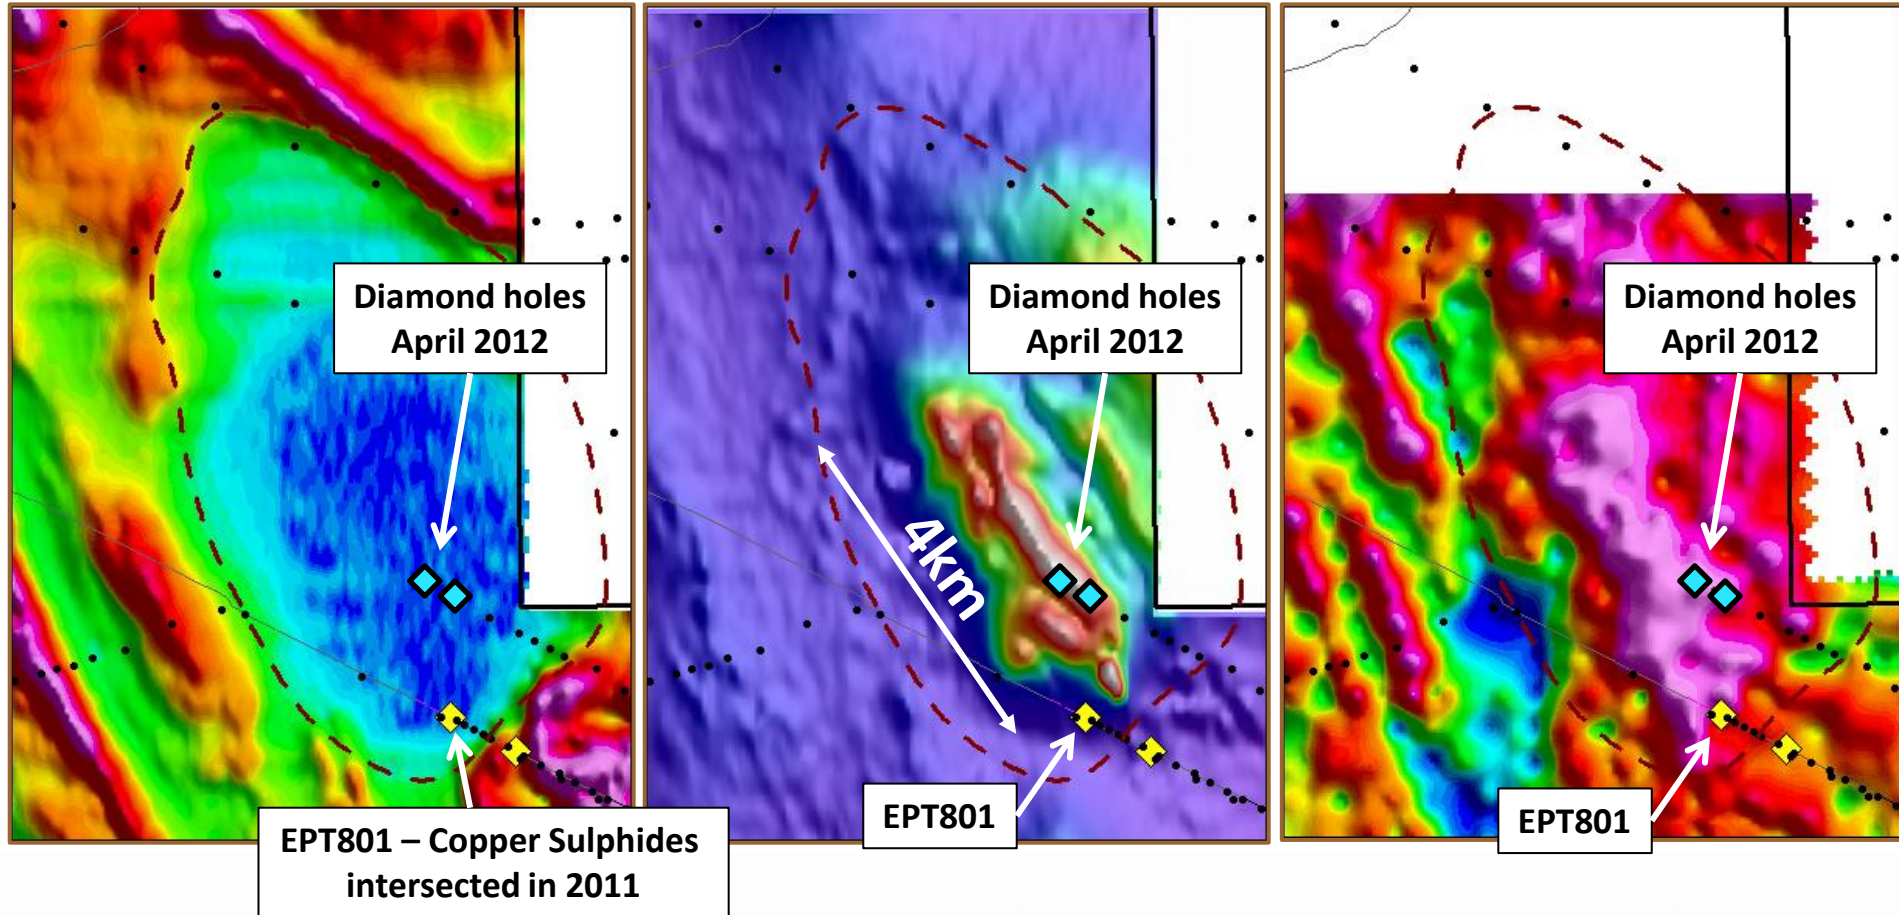 Diamond holes
April 2012
EPT801 – Copper Sulphides
intersected in 2011
Diamond holes
April 2012
4km
EPT801
Diamond holes
April 2012
EPT801